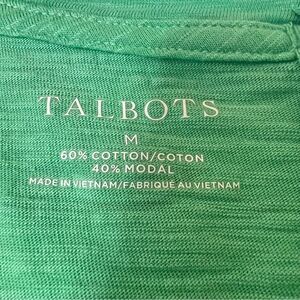 TALBOTS
M
60% COTTON/COTON
40% MODAL
MADE IN VIETNAM/FABRIQUÉ AU VIETNAM